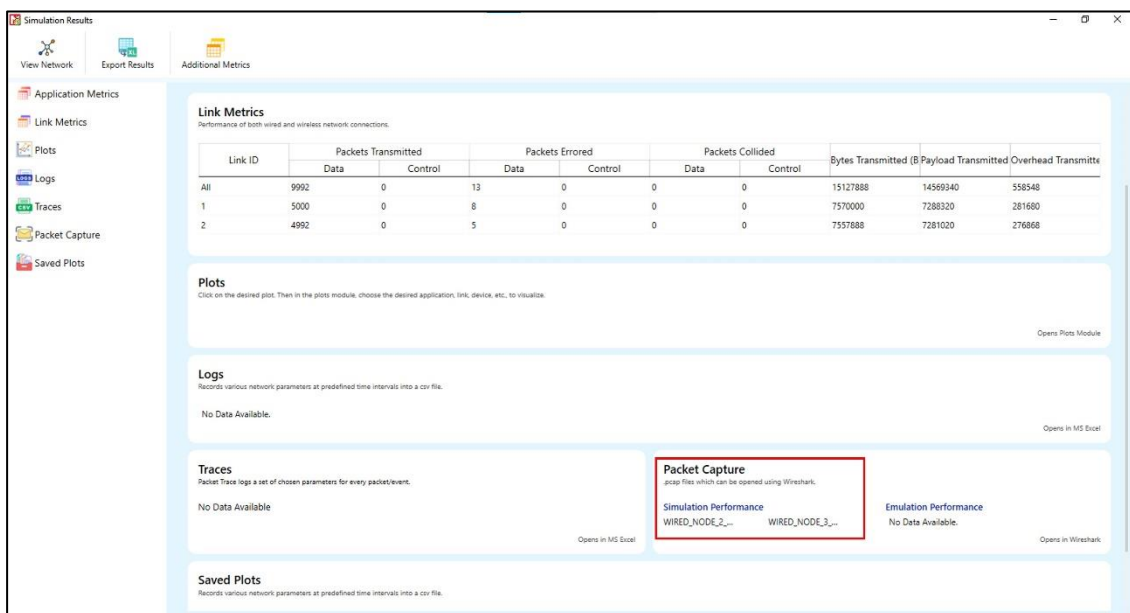 Simulation Results
View Network Export Results Additional Metrics
Application Metrics
Link Metrics
Plots
Logs
Traces
Packet Capture
Saved Plots
Link Metrics
Performance of both wired and wireless network connections.
Link ID Packets Transmitted Packets Errored Packets Collided Bytes Transmitted (B Payload Transmitted Overhead Transmitte
Data Control Data Control Data Control
All 9992 0 13 0 0 0 15127888 14569340 558548
1 5000 0 8 0 0 0 7570000 7288320 281680
2 4992 0 5 0 0 0 7557888 7281020 276868
Plots
Click on the desired plot. Then in the plots module, choose the desired application, link, device, etc., to visualize.
Opens Plots Module
Logs
Records various network parameters at predefined time intervals into a csv file.
No Data Available.
Opens in MS Excel
Traces
Packet Trace logs a set of chosen parameters for every packet/event.
No Data Available
Opens in MS Excel
Packet Capture
.pcap files which can be opened using Wireshark.
Simulation Performance Emulation Performance
WIRED_NODE_2_... WIRED_NODE_3_... No Data Available.
Opens in Wireshark
Saved Plots
Records various network parameters at predefined time intervals into a csv file.